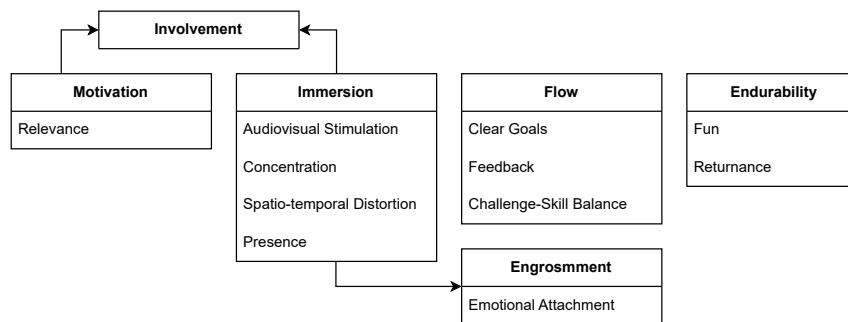 Involvement
Motivation
Relevance
Immersion
Audiovisual Stimulation
Concentration
Spatio-temporal Distortion
Presence
Flow
Clear Goals
Feedback
Challenge-Skill Balance
Endurability
Fun
Returnance
Engrosmment
Emotional Attachment